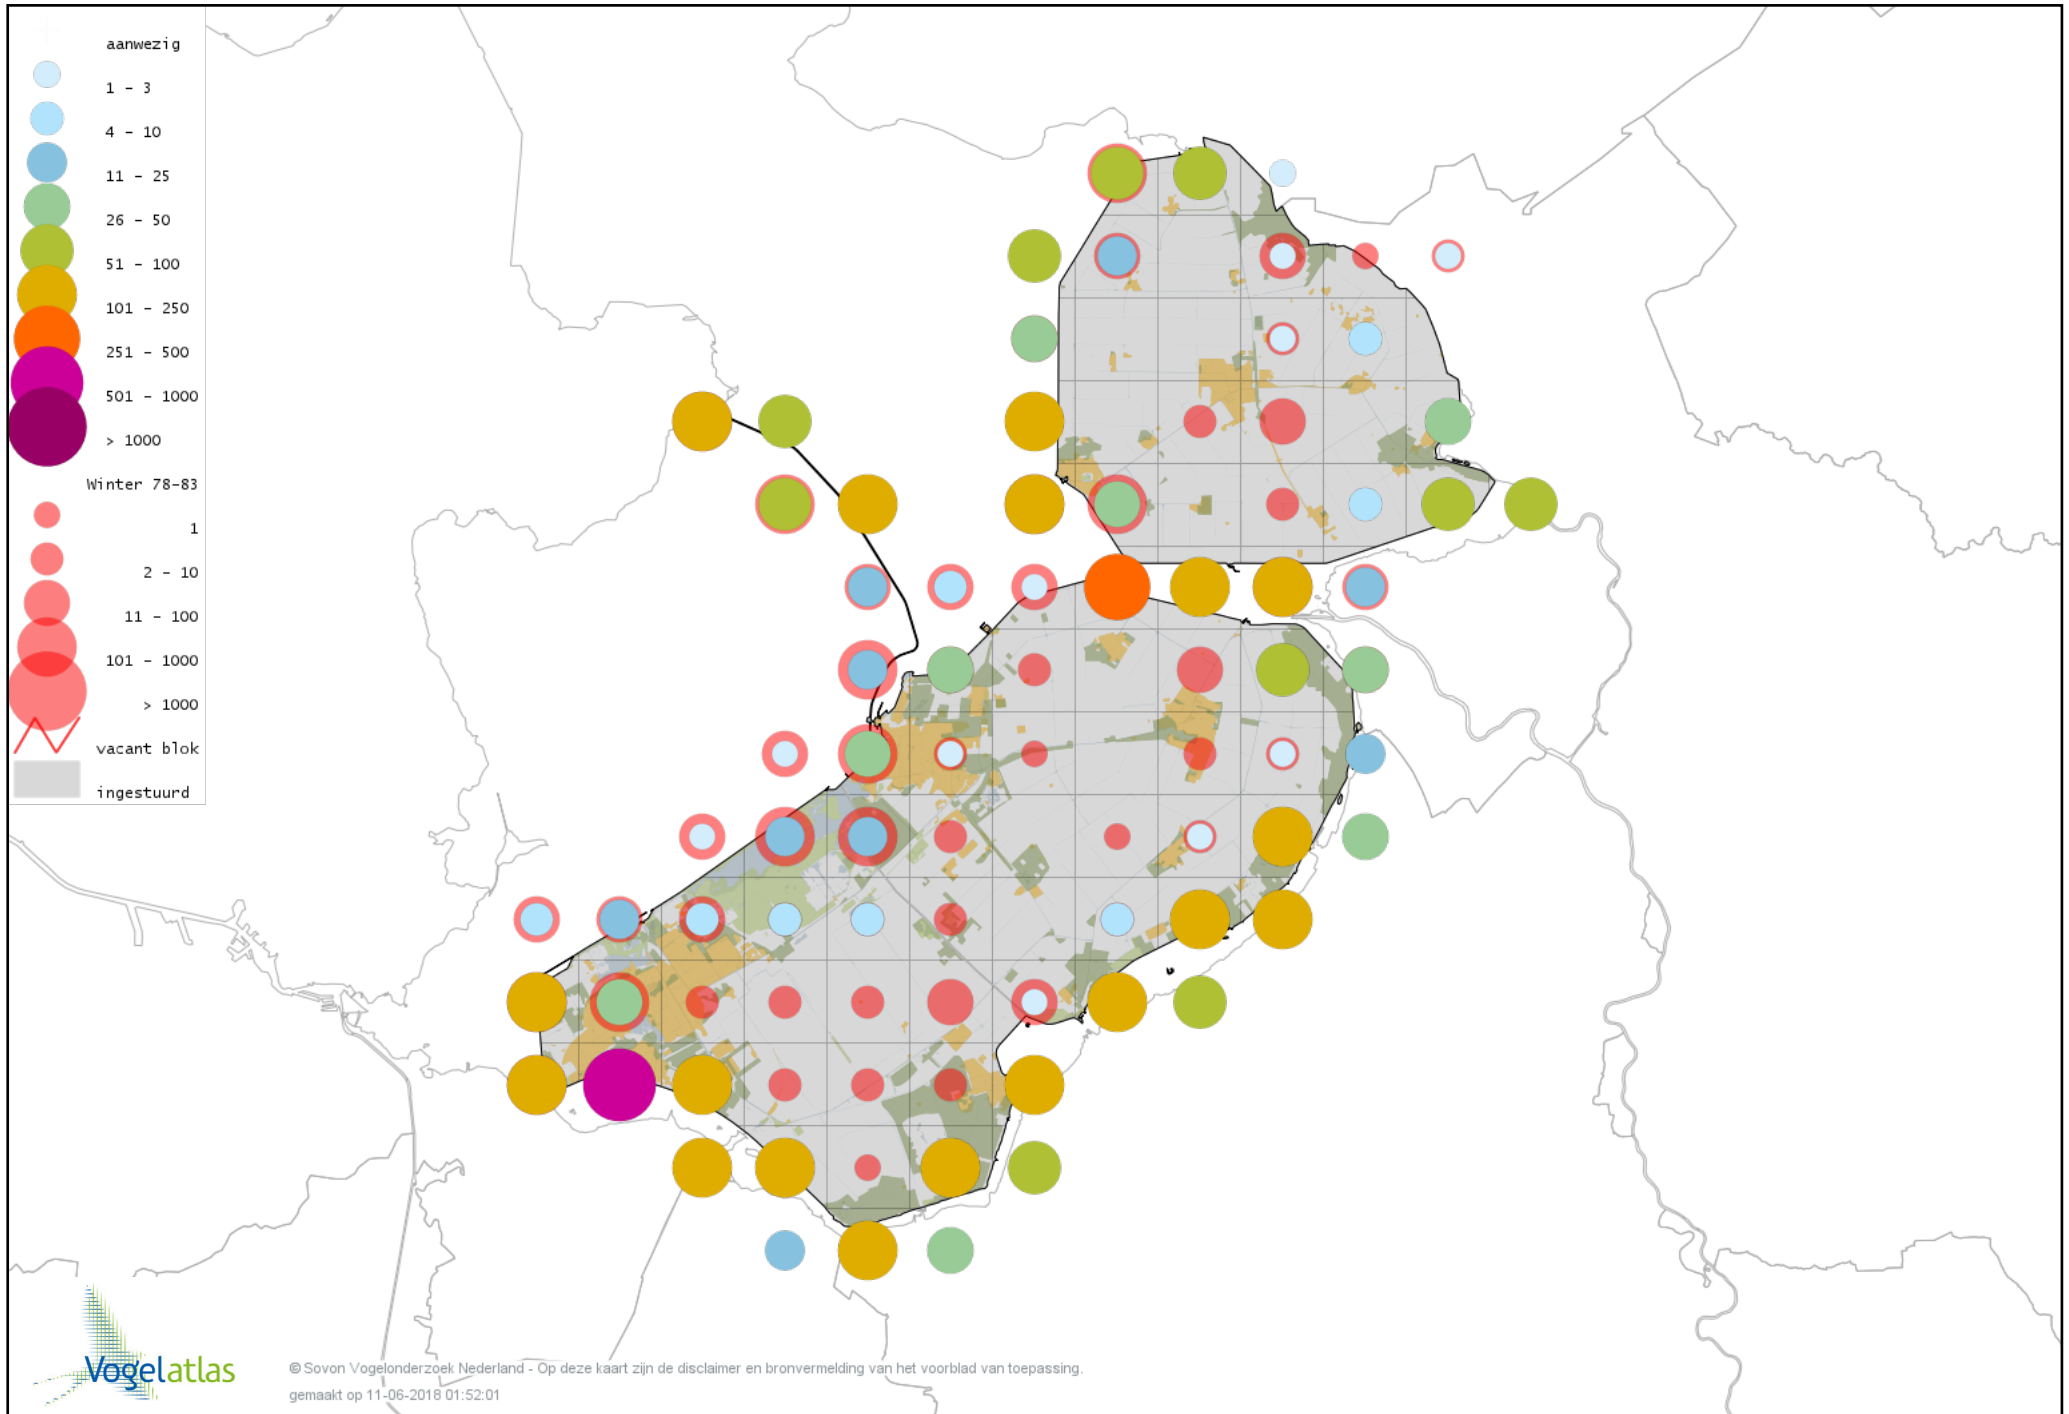 aanwezig
1 - 3
4 - 10
11 - 25
26 - 50
51 - 100
101 - 250
251 - 500
501 - 1000
> 1000
Winter 78-83
1
2 - 10
11 - 100
101 - 1000
> 1000
vacant blok
ingestuurd
Vogelatlas
© Sovon Vogelonderzoek Nederland - Op deze kaart zijn de disclaimer en bronvermelding van het voorblad van toepassing.
gemaakt op 11-06-2018 01:52:01